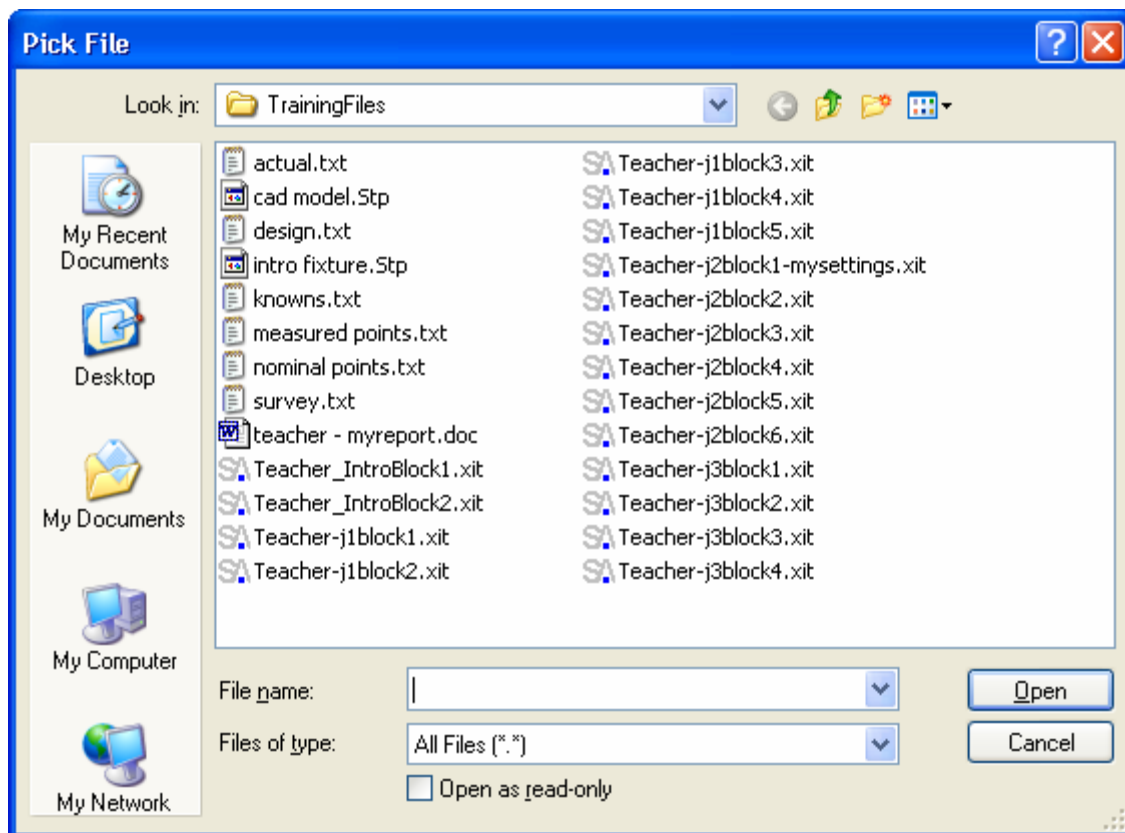 Pick File
Look in: TrainingFiles
My Recent
Documents
Desktop
My Documents
My Computer
My Network
actual.txt
cad model.Stp
design.txt
intro fixture.Stp
knowns.txt
measured points.txt
nominal points.txt
survey.txt
teacher - myreport.doc
Teacher_IntroBlock1.xit
Teacher_IntroBlock2.xit
Teacher-j1block1.xit
Teacher-j1block2.xit
Teacher-j1block3.xit
Teacher-j1block4.xit
Teacher-j1block5.xit
Teacher-j2block1-mysettings.xit
Teacher-j2block2.xit
Teacher-j2block3.xit
Teacher-j2block4.xit
Teacher-j2block5.xit
Teacher-j2block6.xit
Teacher-j3block1.xit
Teacher-j3block2.xit
Teacher-j3block3.xit
Teacher-j3block4.xit
File name:
Open
Files of type: All Files (*.*)
Cancel
Open as read-only